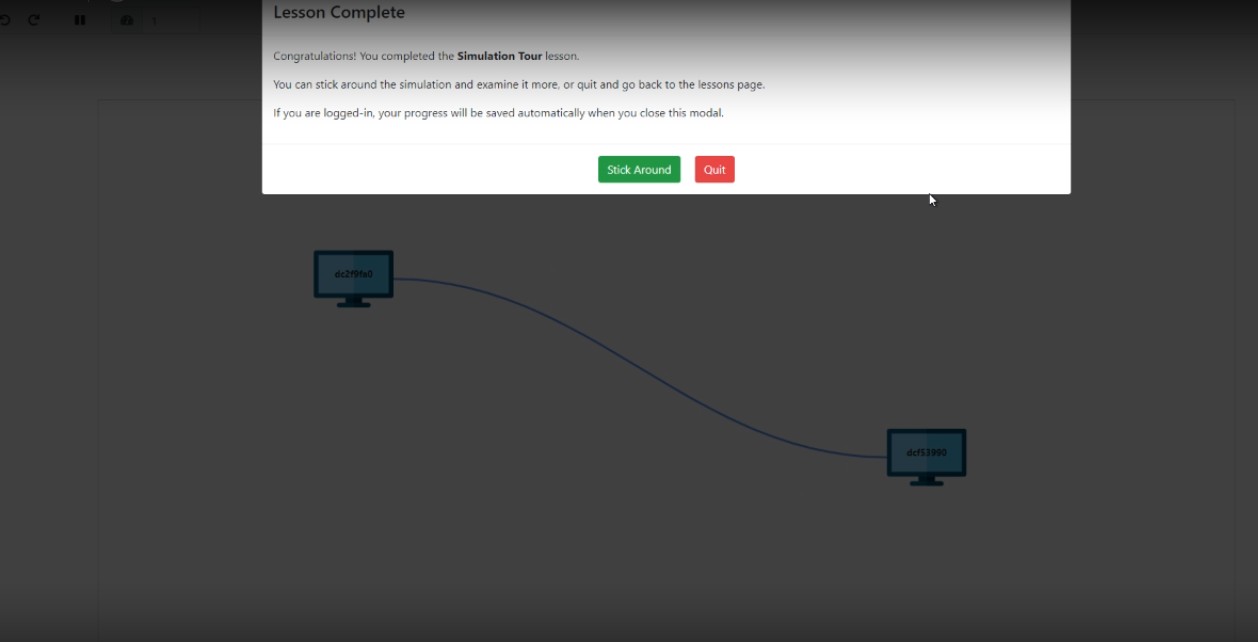 Lesson Complete
1
Congratulations! You completed the Simulation Tour lesson.
You can stick around the simulation and examine it more, or quit and go back to the lessons page.
If you are logged-in, your progress will be saved automatically when you close this modal.
Stick Around
Quit
dc2f9fa0
dcf53990